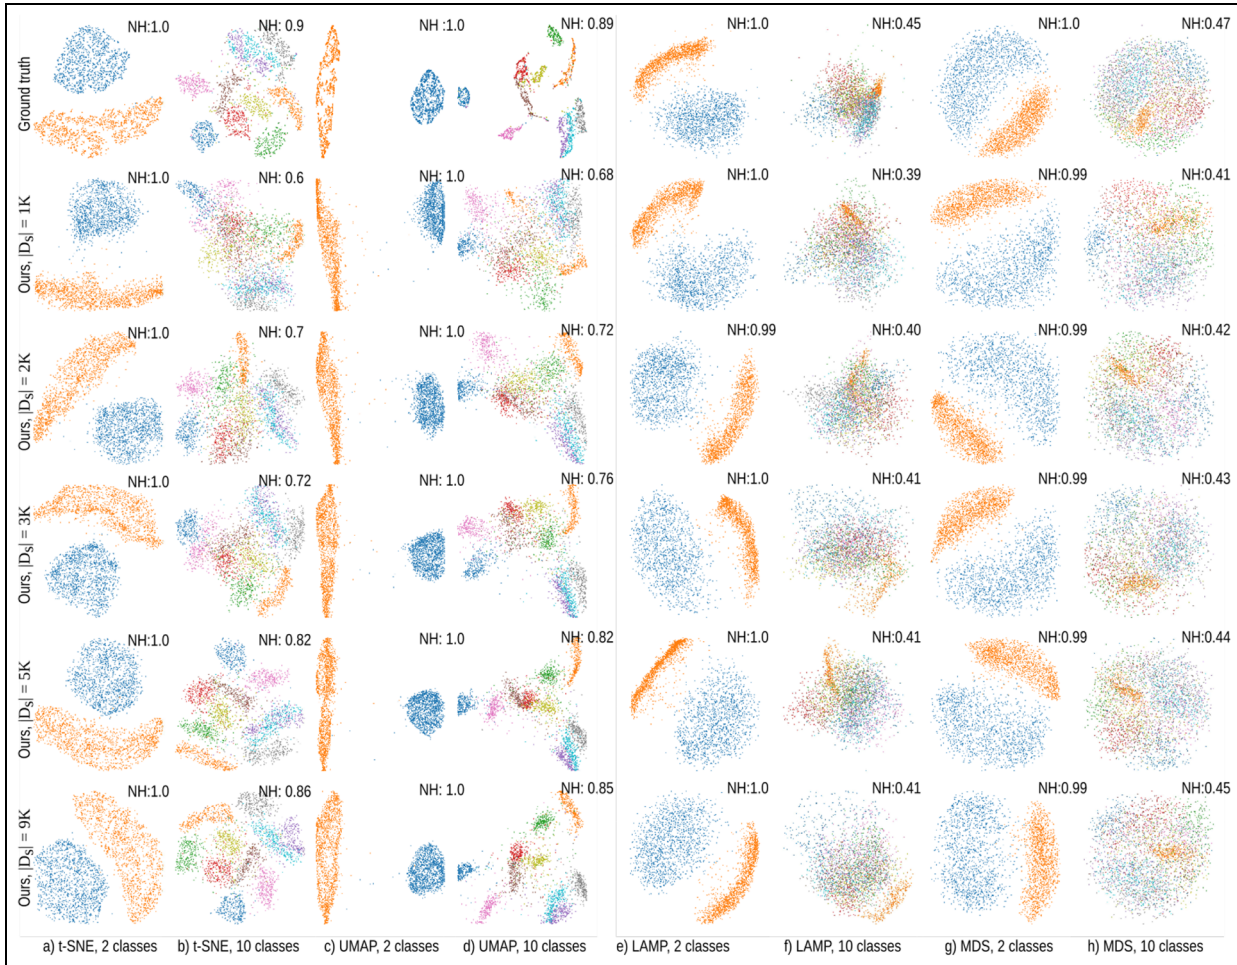 Ground truth
NH:1.0
NH: 0.9
NH :1.0
NH: 0.89
NH:1.0
NH:0.45
NH:1.0
NH:0.47
Ours, |Dₛ| = 1K
NH:1.0
NH: 0.6
NH: 1.0
NH: 0.68
NH:1.0
NH:0.39
NH:0.99
NH:0.41
Ours, |Dₛ| = 2K
NH:1.0
NH: 0.7
NH: 1.0
NH: 0.72
NH:0.99
NH:0.40
NH:0.99
NH:0.42
Ours, |Dₛ| = 3K
NH:1.0
NH: 0.72
NH: 1.0
NH: 0.76
NH:1.0
NH:0.41
NH:0.99
NH:0.43
Ours, |Dₛ| = 5K
NH:1.0
NH: 0.82
NH: 1.0
NH: 0.82
NH:1.0
NH:0.41
NH:0.99
NH:0.44
Ours, |Dₛ| = 9K
NH:1.0
NH: 0.86
NH: 1.0
NH: 0.85
NH:1.0
NH:0.41
NH:0.99
NH:0.45
a) t-SNE, 2 classes
b) t-SNE, 10 classes
c) UMAP, 2 classes
d) UMAP, 10 classes
e) LAMP, 2 classes
f) LAMP, 10 classes
g) MDS, 2 classes
h) MDS, 10 classes